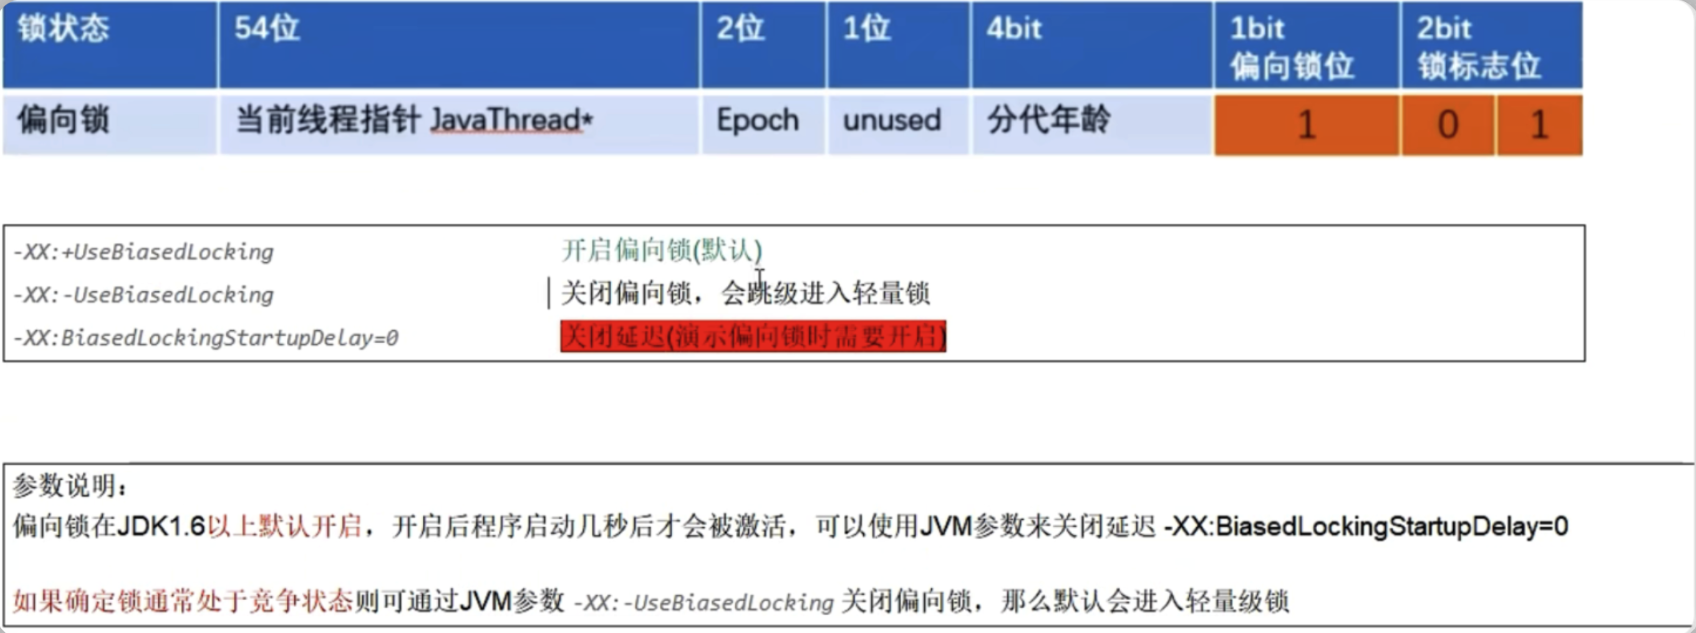 锁状态 54位 2位 1位 4bit 1bit 2bit
偏向锁位 锁标志位
偏向锁 当前线程指针 JavaThread* Epoch unused 分代年龄 1 0 1
-XX:+UseBiasedLocking 开启偏向锁(默认)
-XX:-UseBiasedLocking 关闭偏向锁，会跳级进入轻量锁
-XX:BiasedLockingStartupDelay=0 关闭延迟(演示偏向锁时需要开启)
参数说明：
偏向锁在JDK1.6以上默认开启，开启后程序启动几秒后才会被激活，可以使用JVM参数来关闭延迟 -XX:BiasedLockingStartupDelay=0
如果确定锁通常处于竞争状态则可通过JVM参数 -XX:-UseBiasedLocking 关闭偏向锁，那么默认会进入轻量级锁